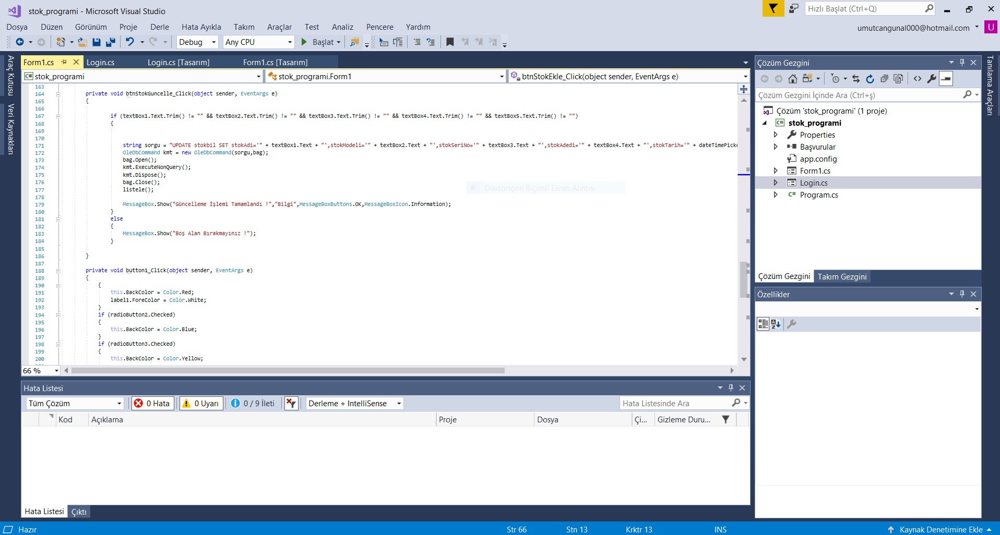 stok_programi - Microsoft Visual Studio
Hızlı Başlat (Ctrl+Q)
Dosya Düzen Görünüm Proje Derle Hata Ayıkla Takım Araçlar Test Analiz Pencere Yardım
umutcangunal000@hotmail.com U
Debug Any CPU Başlat
Araç Kutusu
Veri Kaynakları
Form1.cs Login.cs Login.cs [Tasarım] Form1.cs [Tasarım]
stok_programi stok_programi.Form1 btnStokEkle_Click(object sender, EventArgs e)
163
164 private void btnStokGuncelle_Click(object sender, EventArgs e)
165 {
166
167 if (textBox1.Text.Trim() != "" && textBox2.Text.Trim() != "" && textBox3.Text.Trim() != "" && textBox4.Text.Trim() != "" && textBox5.Text.Trim() != "")
168 {
169
170
171 string sorgu = "UPDATE stokbil SET stokAdi='" + textBox1.Text + "',stokModeli='" + textBox2.Text + "',stokSeriNo='" + textBox3.Text + "',stokAdedi='" + textBox4.Text + "',stokTarih='" + dateTimePicke
172 OleDbCommand kmt = new OleDbCommand(sorgu,bag);
173 bag.Open();
174 kmt.ExecuteNonQuery();
175 kmt.Dispose();
176 bag.Close();
177 listele();
178
179 MessageBox.Show("Güncelleme İşlemi Tamamlandı !","Bilgi",MessageBoxButtons.OK,MessageBoxIcon.Information);
180 }
181 else
182 {
183 MessageBox.Show("Boş Alan Bırakmayınız !");
184 }
185
186 }
187
188 private void button1_Click(object sender, EventArgs e)
189 {
190 {
191 this.BackColor = Color.Red;
192 label1.ForeColor = Color.White;
193 }
194 if (radioButton2.Checked)
195 {
196 this.BackColor = Color.Blue;
197 }
198 if (radioButton3.Checked)
199 {
200 this.BackColor = Color.Yellow;
Dikdörtgen Biçimli Ekran Alıntısı
66 %
Hata Listesi
Tüm Çözüm 0 Hata 0 Uyarı 0 / 9 İleti Derleme + IntelliSense Hata Listesinde Ara
Kod Açıklama Proje Dosya Çi... Gizleme Duru...
Hata Listesi Çıktı
Çözüm Gezgini
Çözüm Gezgini İçinde Ara (Ctrl+ş)
Çözüm 'stok_programi' (1 proje)
C# stok_programi
Properties
Başvurular
app.config
Form1.cs
Login.cs
C# Program.cs
Çözüm Gezgini Takım Gezgini
Özellikler
Tanılama Araçları
Hazır Str 66 Stn 13 Krktr 13 INS Kaynak Denetimine Ekle